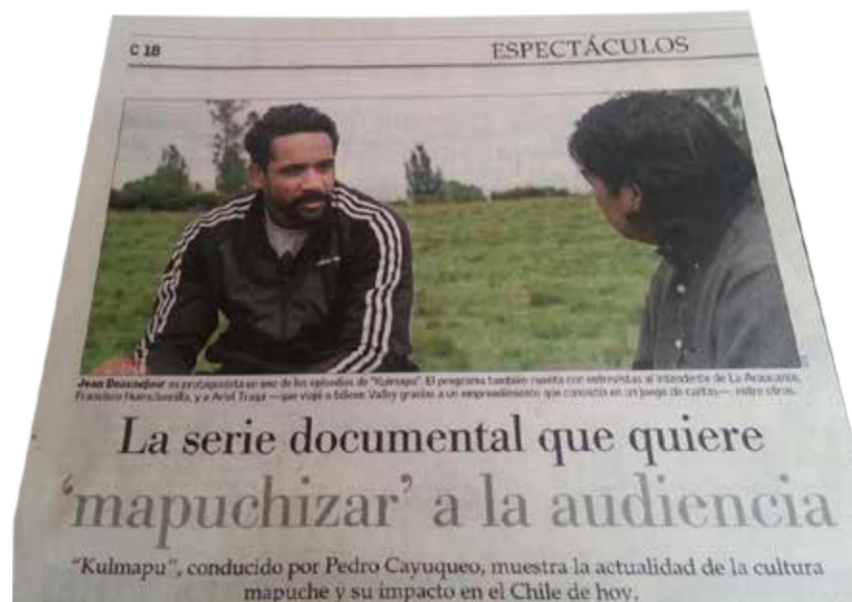 C 18
ESPECTÁCULOS
Jean Beausejour es protagonista en uno de los episodios de "Kulmapu". El programa también cuenta con entrevistas al intendente de La Araucanía,
Francisco Huenchumilla, y a Ariel Traipi —que viajó a Silicon Valley gracias a un emprendimiento que consistía en un juego de cartas—, entre otras.
La serie documental que quiere
'mapuchizar' a la audiencia
"Kulmapu", conducido por Pedro Cayuqueo, muestra la actualidad de la cultura
mapuche y su impacto en el Chile de hoy.